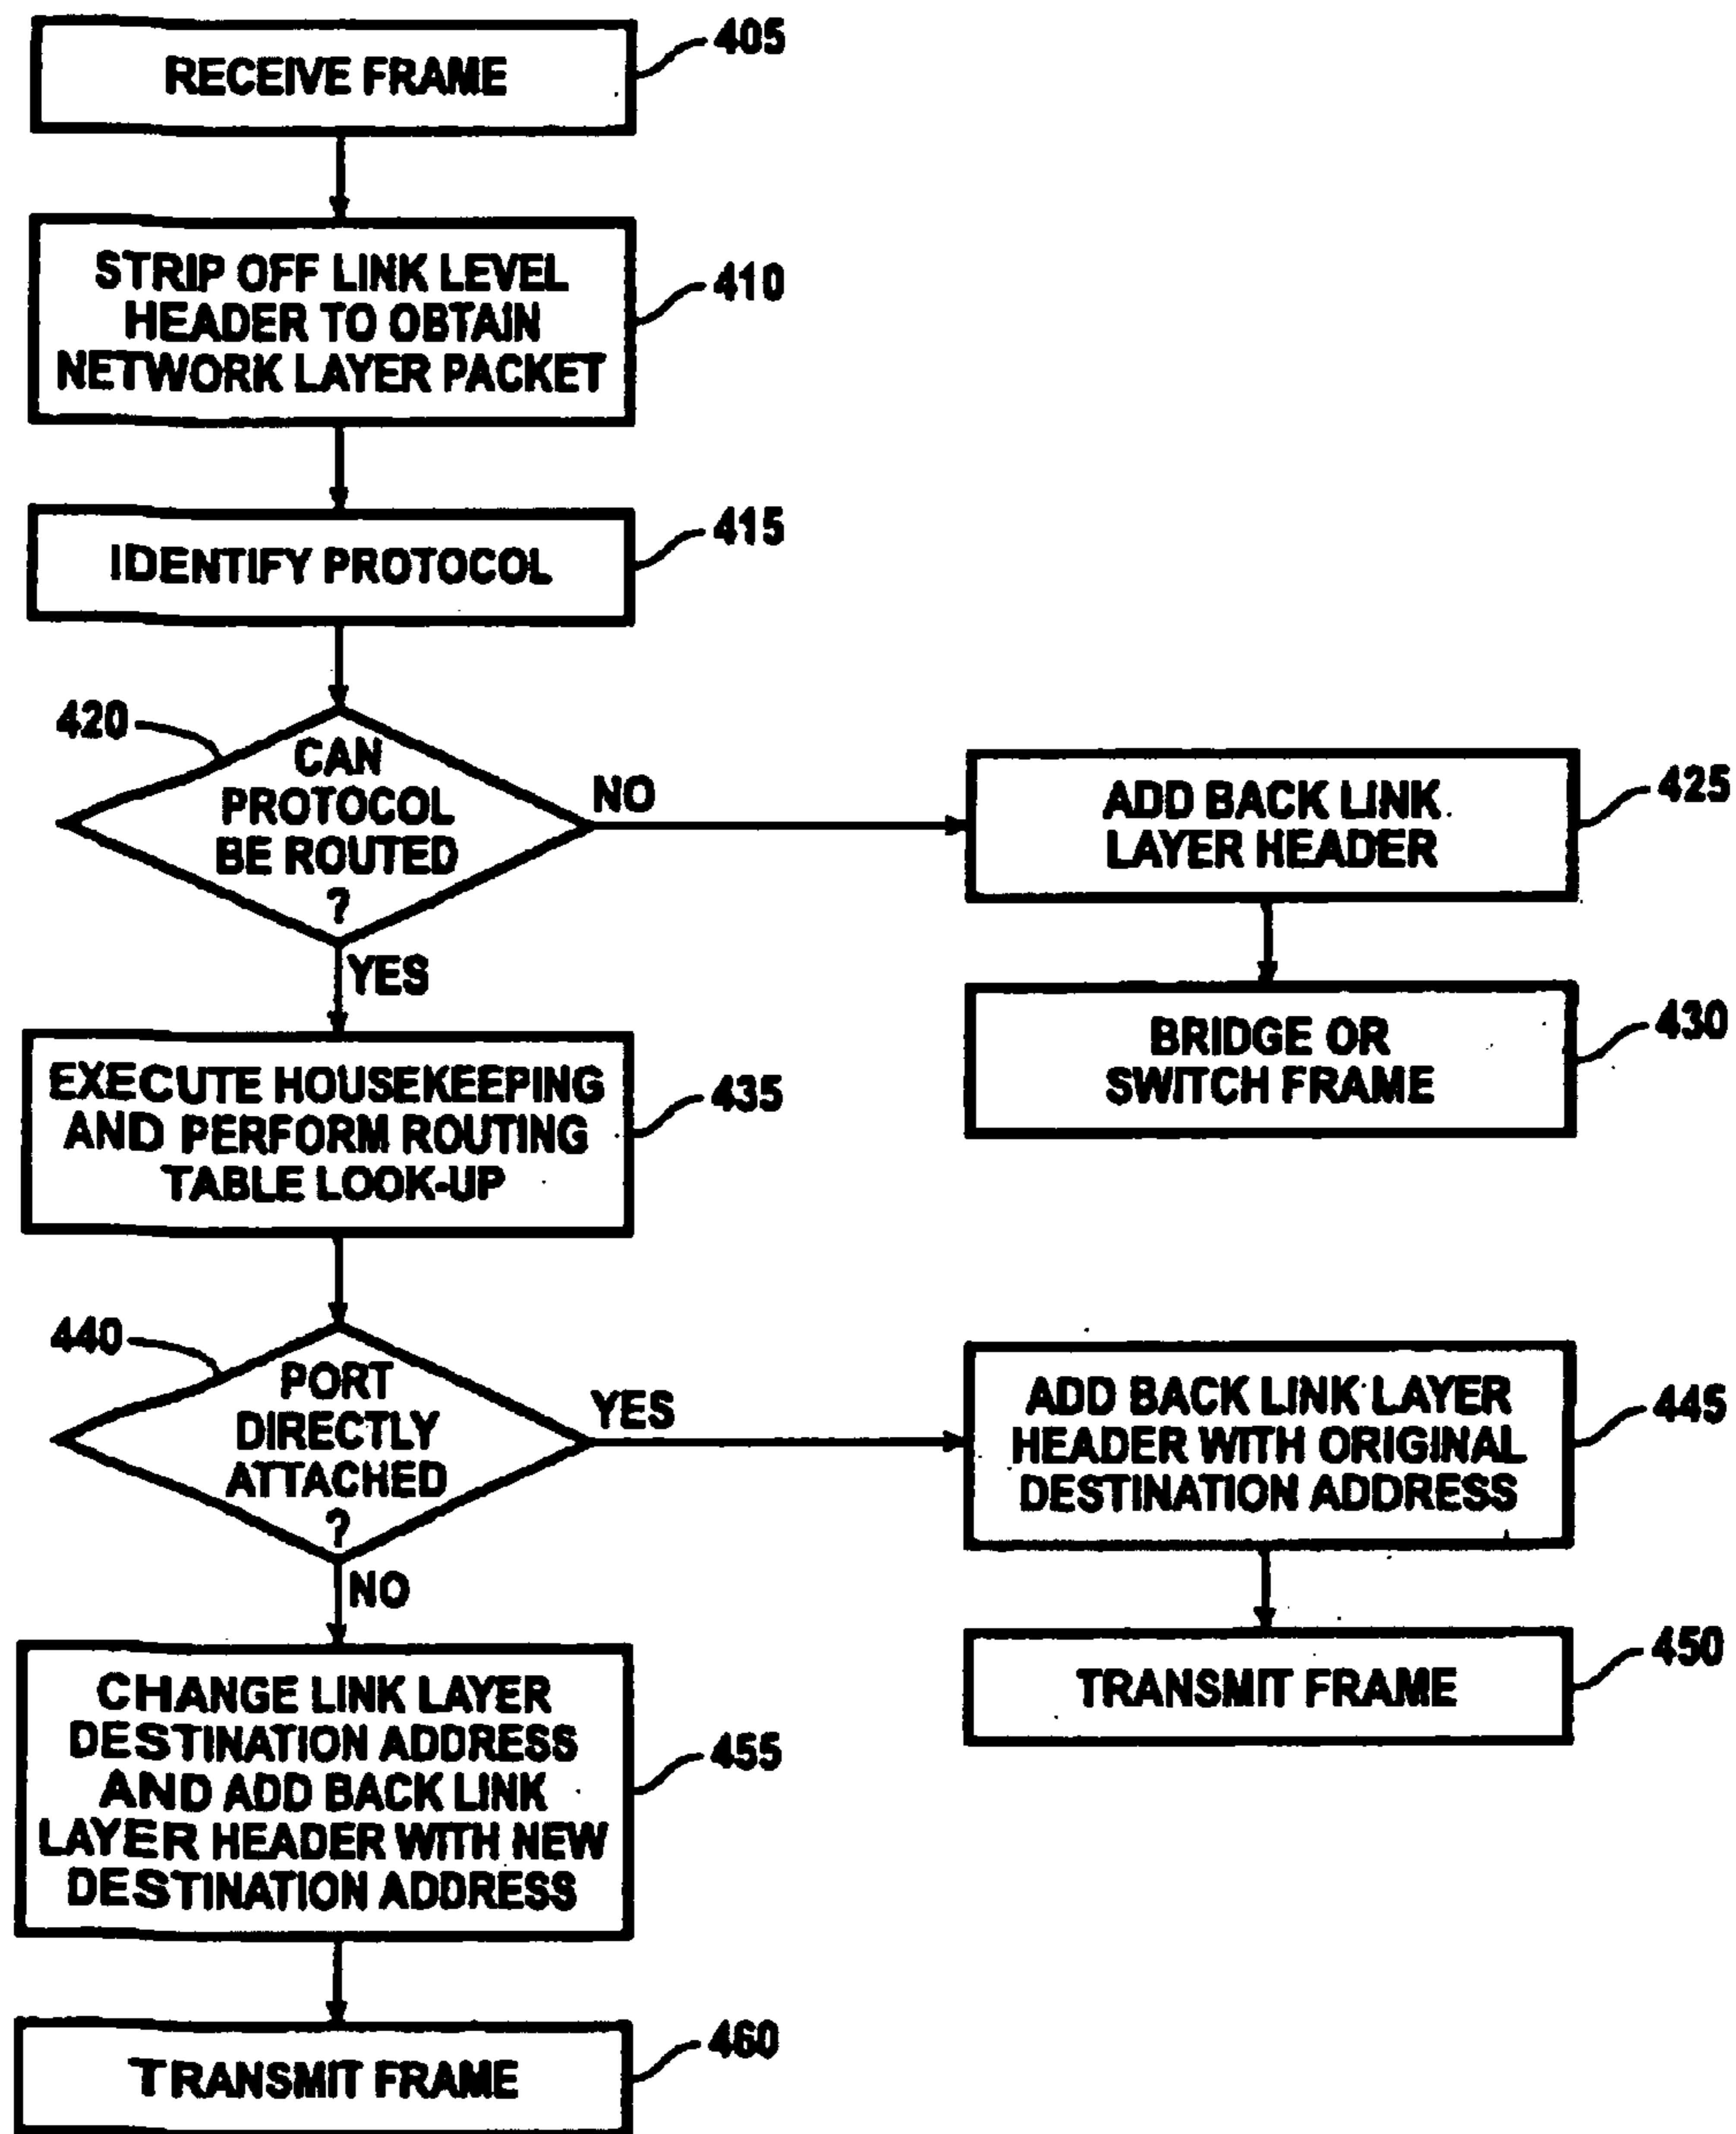 RECEIVE FRAME
405
STRIP OFF LINK LEVEL
HEADER TO OBTAIN
NETWORK LAYER PACKET
410
IDENTIFY PROTOCOL
415
420
CAN
PROTOCOL
BE ROUTED
?
NO
YES
ADD BACK LINK
LAYER HEADER
425
BRIDGE OR
SWITCH FRAME
430
EXECUTE HOUSEKEEPING
AND PERFORM ROUTING
TABLE LOOK-UP
435
440
PORT
DIRECTLY
ATTACHED
?
YES
NO
ADD BACK LINK LAYER
HEADER WITH ORIGINAL
DESTINATION ADDRESS
445
TRANSMIT FRAME
450
CHANGE LINK LAYER
DESTINATION ADDRESS
AND ADD BACK LINK
LAYER HEADER WITH NEW
DESTINATION ADDRESS
455
TRANSMIT FRAME
460